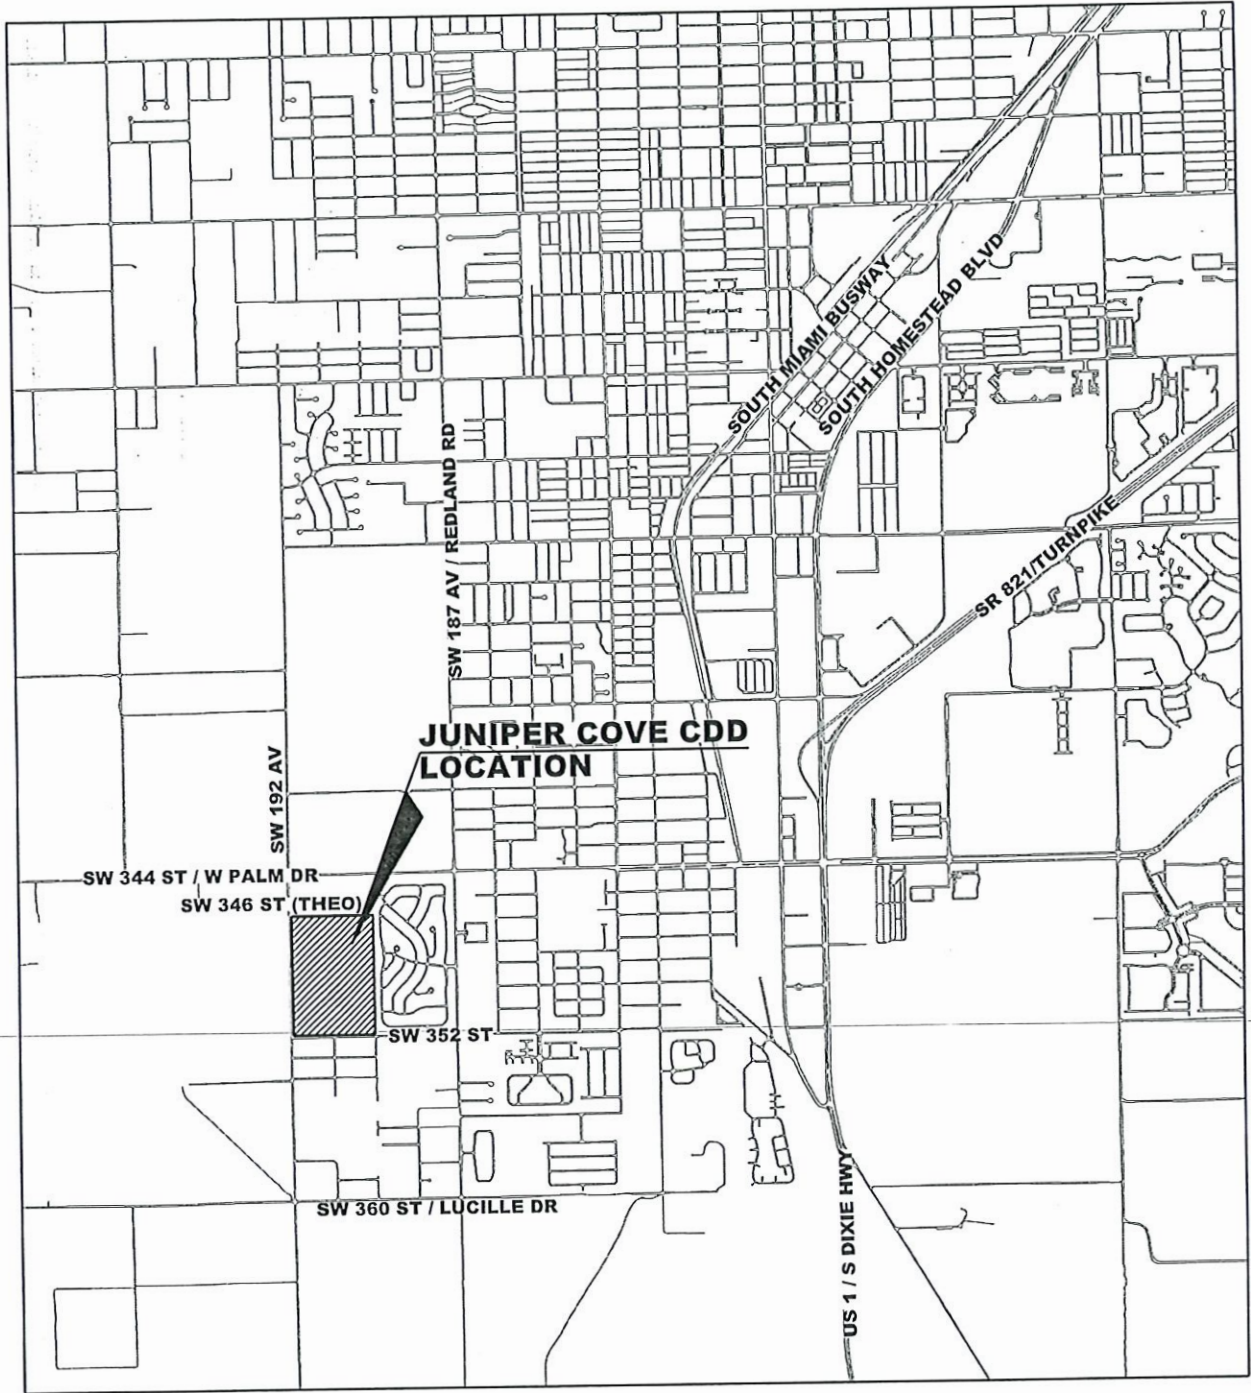 SOUTH MIAMI BUSWAY
SOUTH HOMESTEAD BLVD
SW 187 AV / REDLAND RD
SR 821/TURNPIKE
JUNIPER COVE CDD
LOCATION
SW 192 AV
SW 344 ST / W PALM DR
SW 346 ST (THEO)
SW 352 ST
SW 360 ST / LUCILLE DR
US 1 / S DIXIE HWY